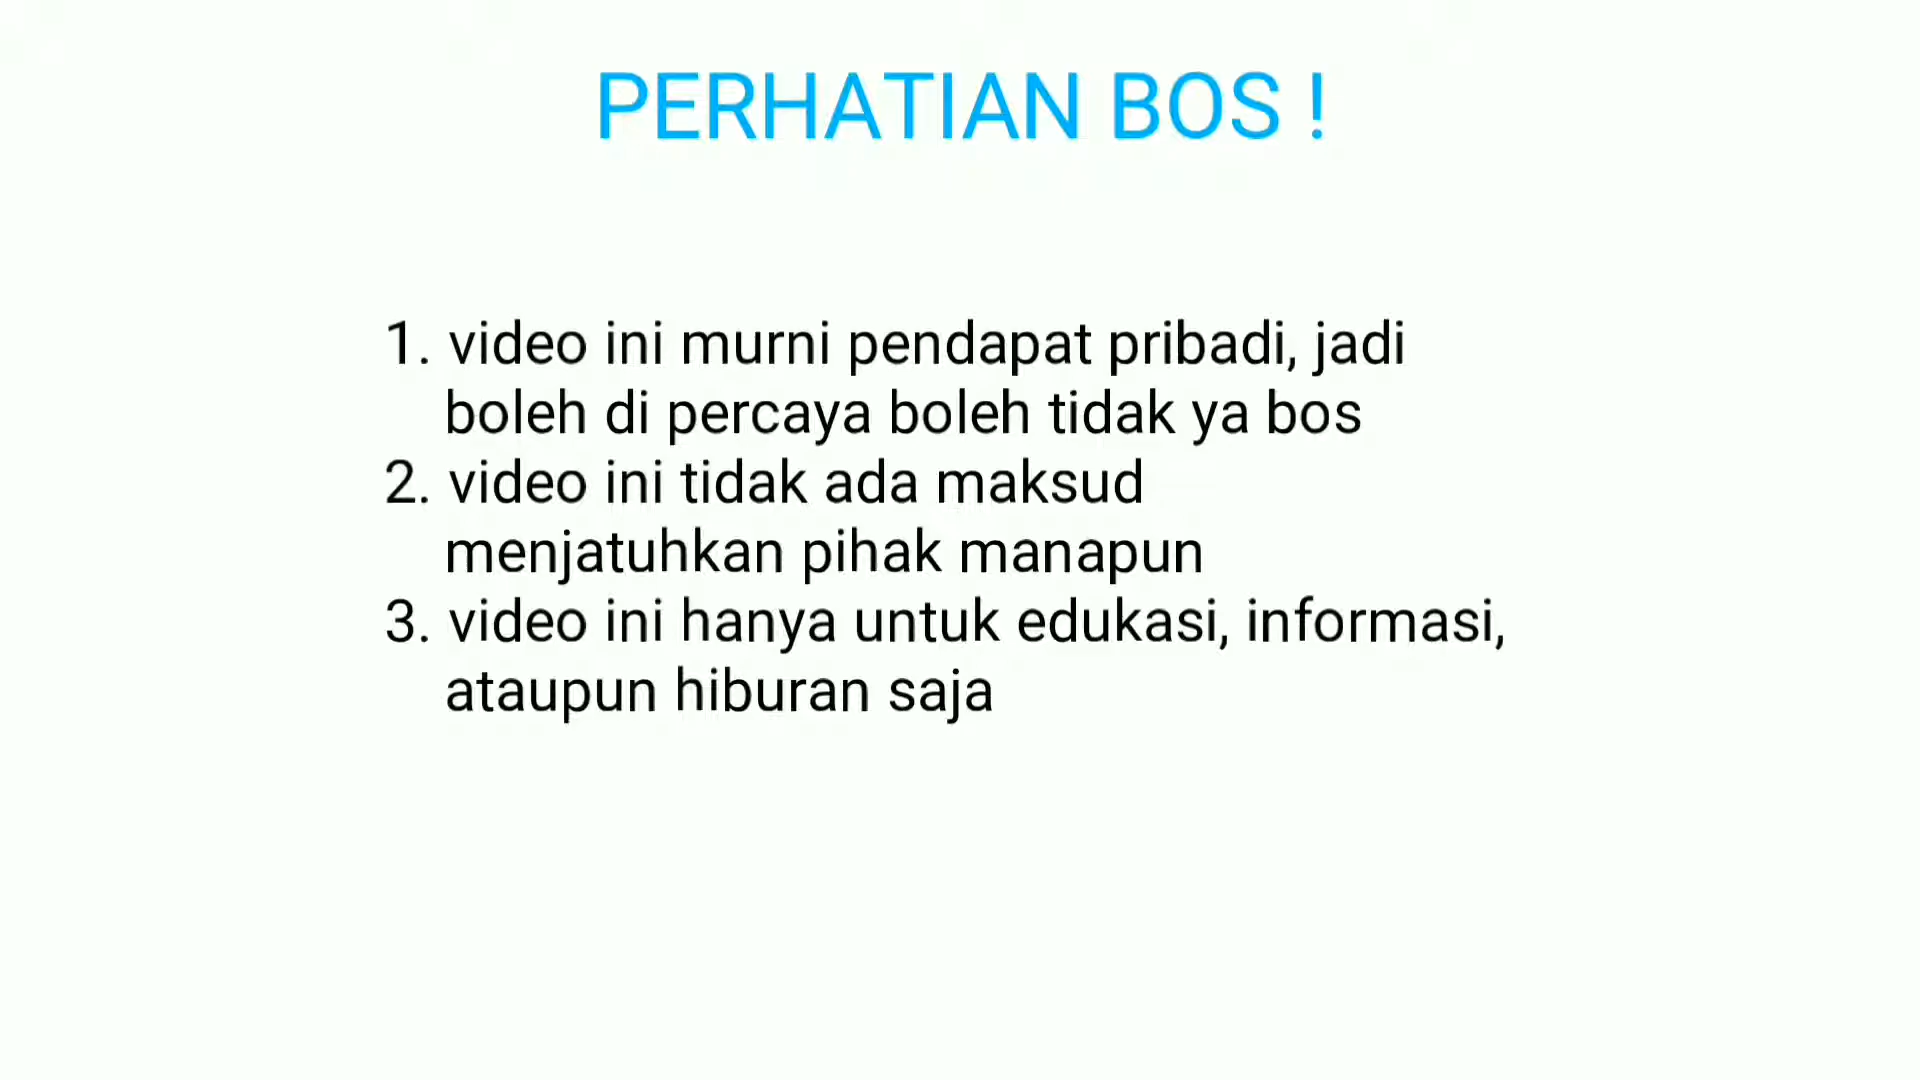 PERHATIAN BOS !
1. video ini murni pendapat pribadi, jadi
boleh di percaya boleh tidak ya bos
2. video ini tidak ada maksud
menjatuhkan pihak manapun
3. video ini hanya untuk edukasi, informasi,
ataupun hiburan saja